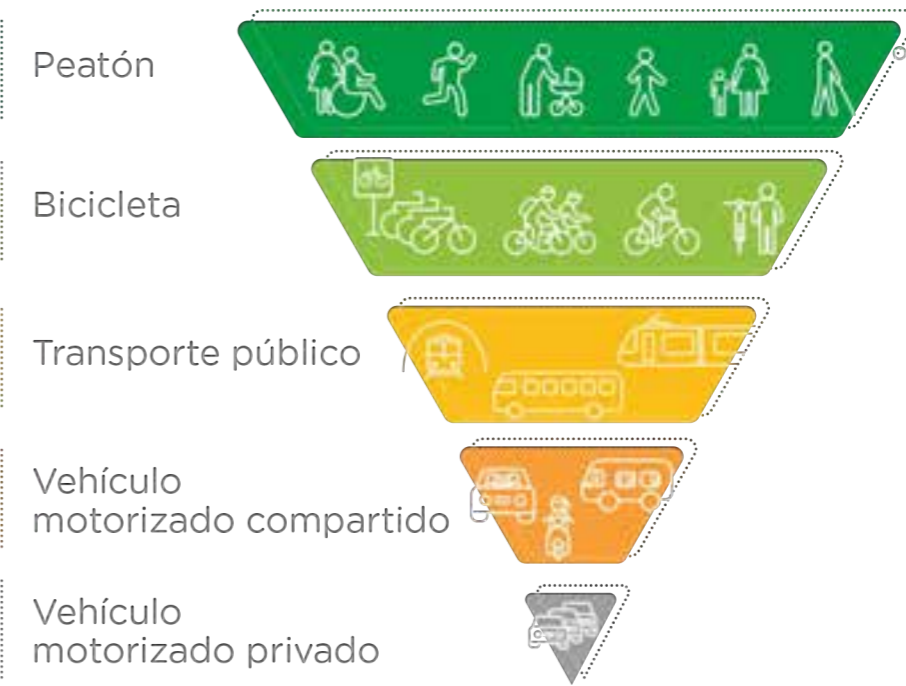 Peatón
Bicicleta
Transporte público
Vehículo
motorizado compartido
Vehículo
motorizado privado